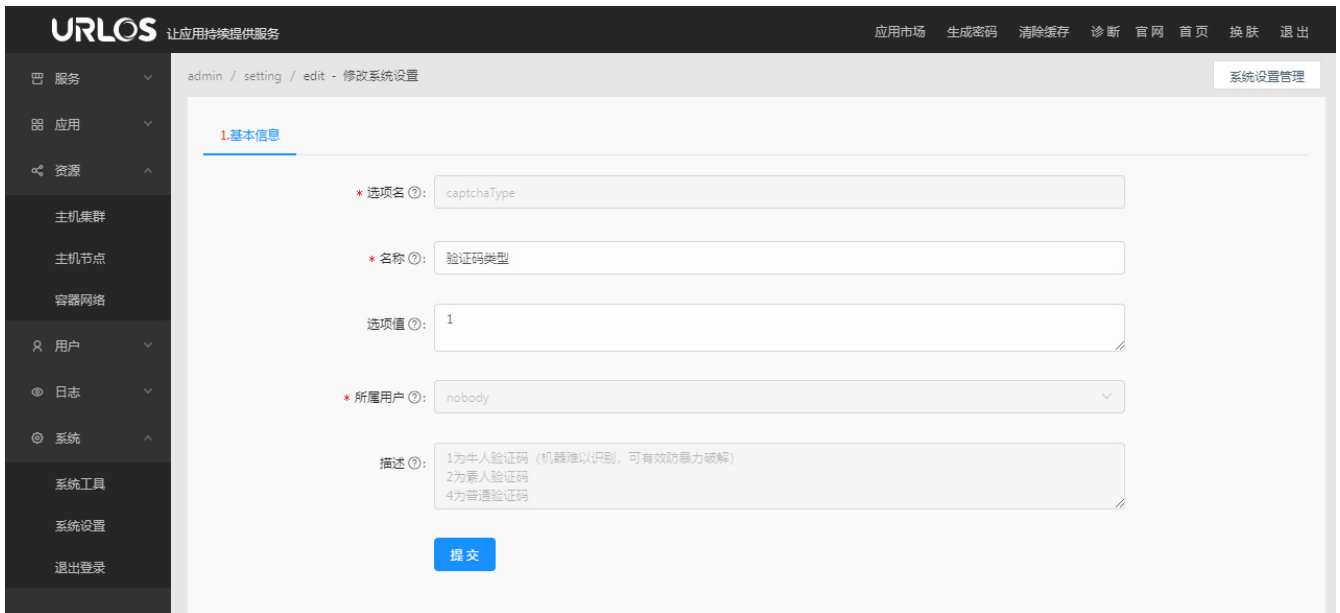 URLOS 让应用持续提供服务
应用市场 生成密码 清除缓存 诊断 官网 首页 换肤 退出
服务
应用
资源
主机集群
主机节点
容器网络
用户
日志
系统
系统工具
系统设置
退出登录
admin / setting / edit - 修改系统设置
系统设置管理
1.基本信息
* 选项名 ?: captchaType
* 名称 ?: 验证码类型
选项值 ?: 1
* 所属用户 ?: nobody
描述 ?: 1为牛人验证码（机器难以识别，可有效防暴力破解）
2为素人验证码
4为普通验证码
提交